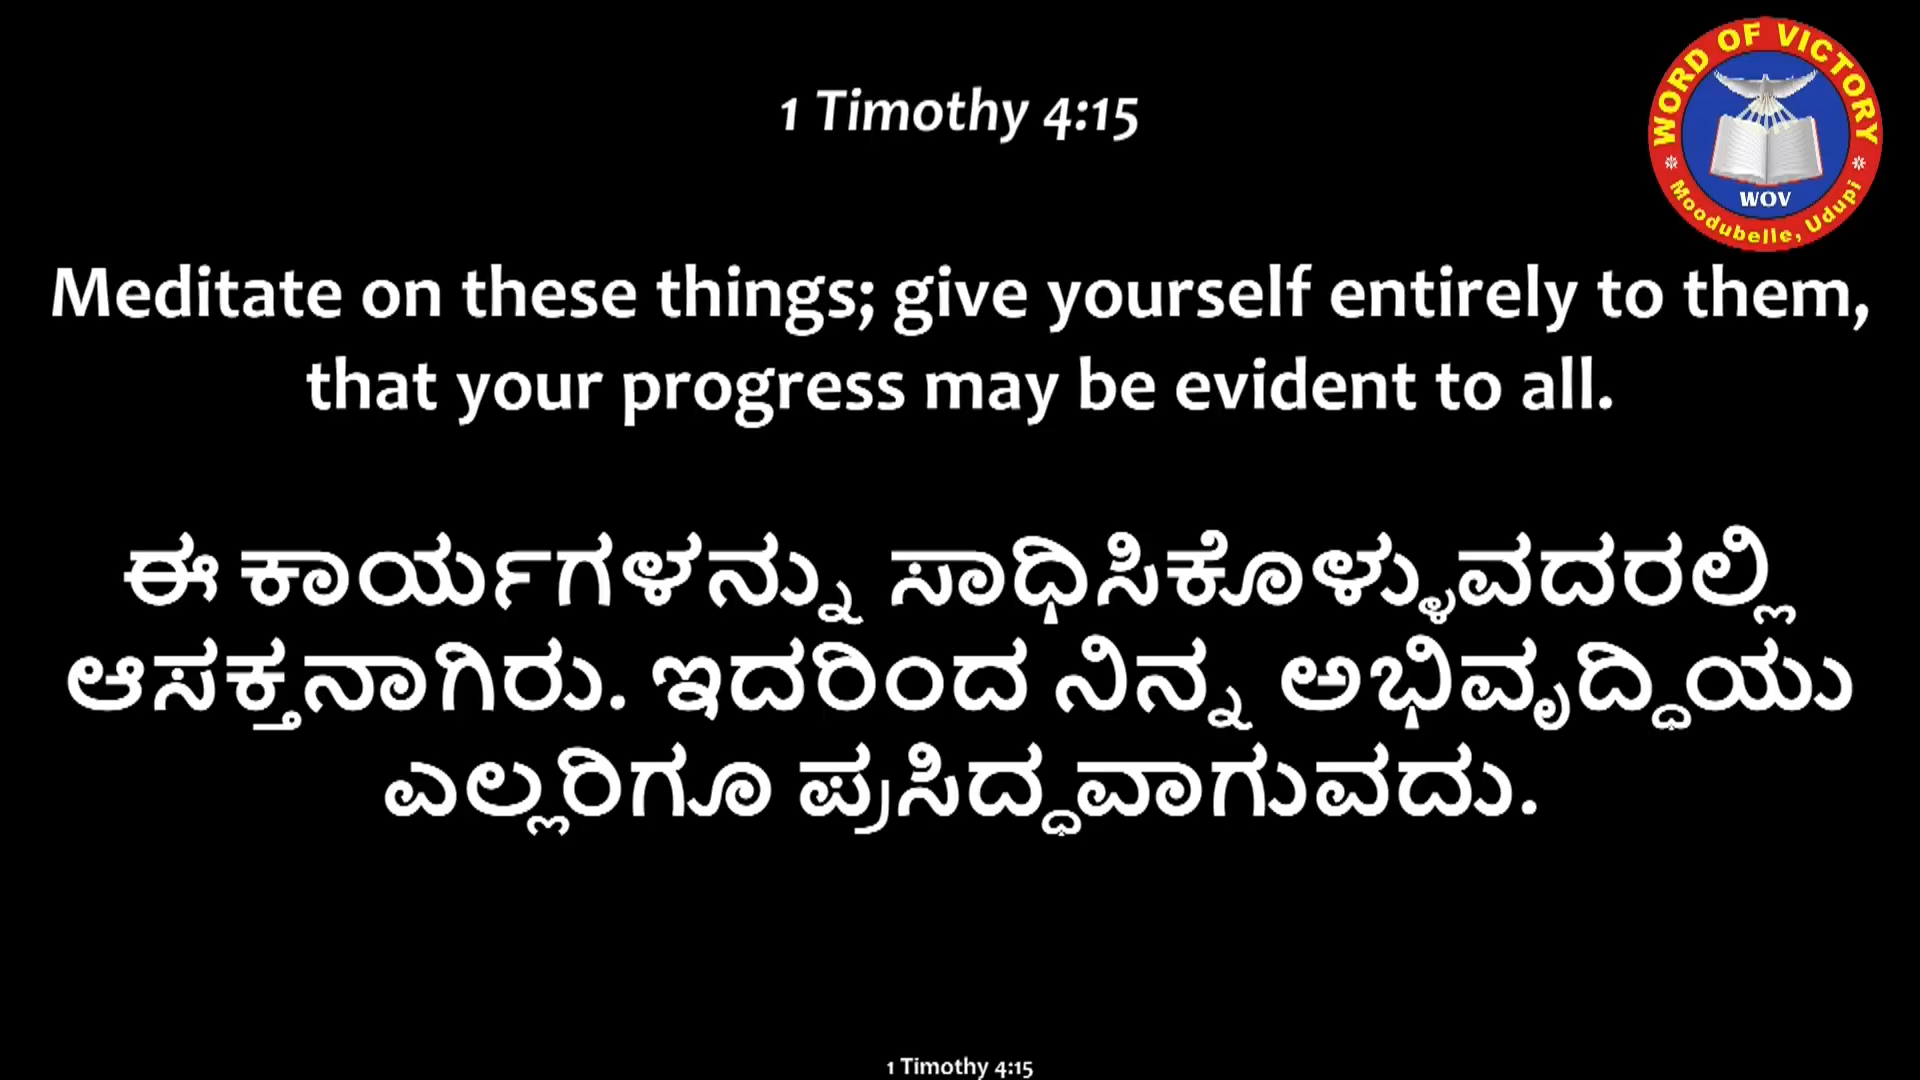 1 Timothy 4:15
WORD OF VICTORY
WOV
Moodubelle, Udupi
Meditate on these things; give yourself entirely to them,
that your progress may be evident to all.
ಈ ಕಾರ್ಯಗಳನ್ನು ಸಾಧಿಸಿಕೊಳ್ಳುವದರಲ್ಲಿ
ಆಸಕ್ತನಾಗಿರು. ಇದರಿಂದ ನಿನ್ನ ಅಭಿವೃದ್ಧಿಯು
ಎಲ್ಲರಿಗೂ ಪ್ರಸಿದ್ಧವಾಗುವದು.
1 Timothy 4:15